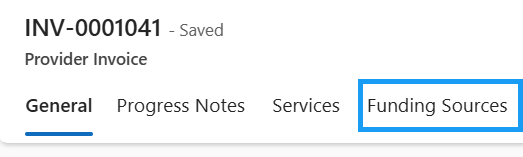 INV-0001041 - Saved
Provider Invoice
General Progress Notes Services Funding Sources